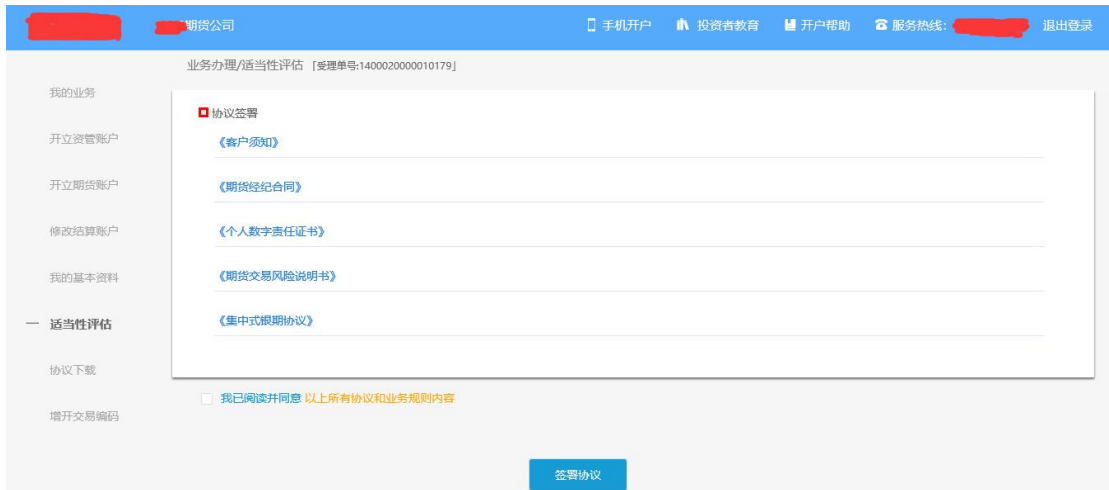 期货公司 手机开户 投资者教育 开户帮助 服务热线: 退出登录
业务办理/适当性评估 「受理单号:1400020000010179」
我的业务
开立资管账户
开立期货账户
修改结算账户
我的基本资料
适当性评估
协议下载
增开交易编码
协议签署
《客户须知》
《期货经纪合同》
《个人数字责任证书》
《期货交易风险说明书》
《集中式银期协议》
我已阅读并同意 以上所有协议和业务规则内容
签署协议